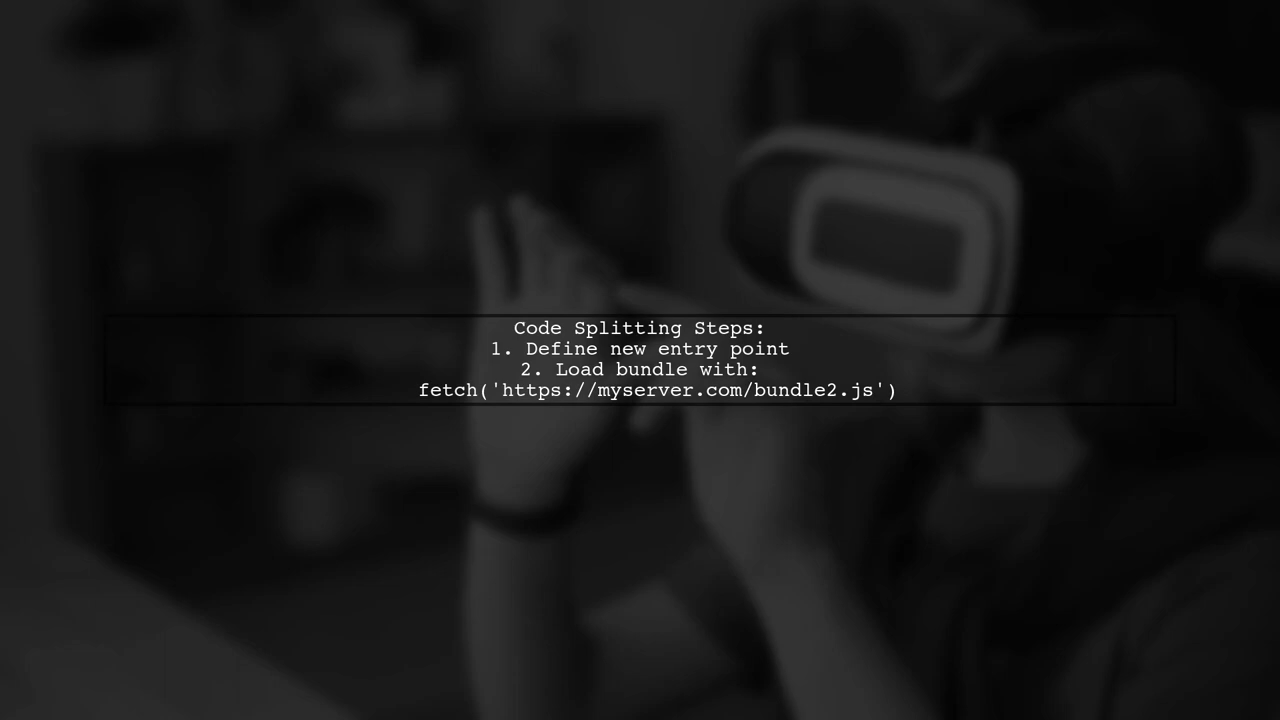 Code Splitting Steps:
1. Define new entry point
2. Load bundle with:
fetch('https://myserver.com/bundle2.js')